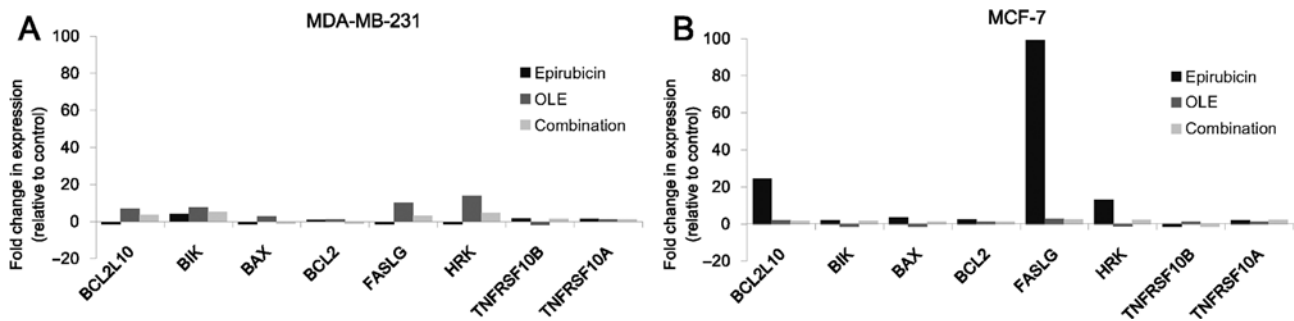 A
MDA-MB-231
Fold change in expression
(relative to control)
100
80
60
40
20
0
−20
Epirubicin
OLE
Combination
BCL2L10
BIK
BAX
BCL2
FASLG
HRK
TNFRSF10B
TNFRSF10A
B
MCF-7
Fold change in expression
(relative to control)
100
80
60
40
20
0
−20
Epirubicin
OLE
Combination
BCL2L10
BIK
BAX
BCL2
FASLG
HRK
TNFRSF10B
TNFRSF10A